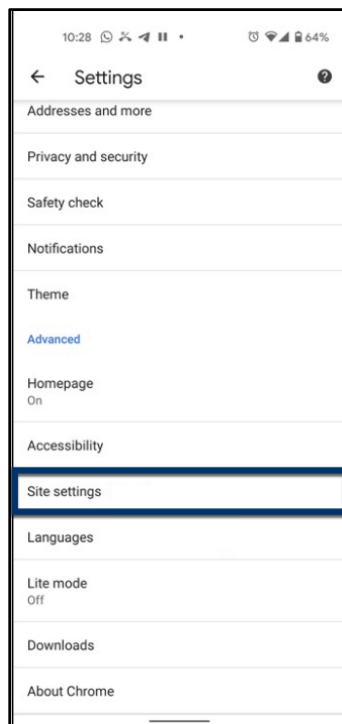 10:28 64%
Settings
Addresses and more
Privacy and security
Safety check
Notifications
Theme
Advanced
Homepage
On
Accessibility
Site settings
Languages
Lite mode
Off
Downloads
About Chrome